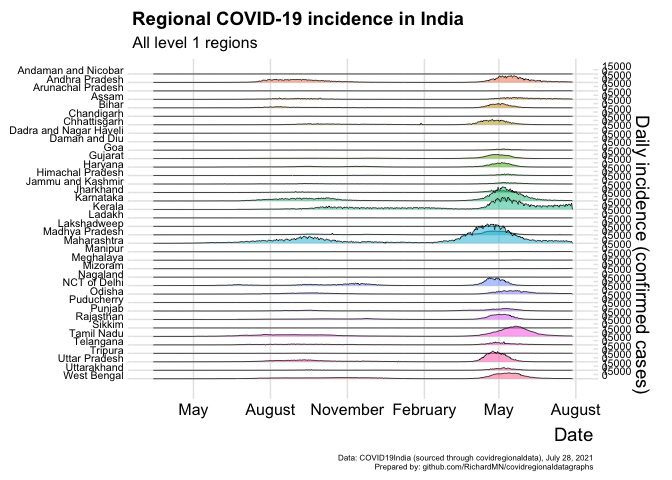 Regional COVID-19 incidence in India
All level 1 regions
Andaman and Nicobar
Andhra Pradesh
Arunachal Pradesh
Assam
Bihar
Chandigarh
Chhattisgarh
Dadra and Nagar Haveli
Daman and Diu
Goa
Gujarat
Haryana
Himachal Pradesh
Jammu and Kashmir
Jharkhand
Karnataka
Kerala
Ladakh
Lakshadweep
Madhya Pradesh
Maharashtra
Manipur
Meghalaya
Mizoram
Nagaland
NCT of Delhi
Odisha
Puducherry
Punjab
Rajasthan
Sikkim
Tamil Nadu
Telangana
Tripura
Uttar Pradesh
Uttarakhand
West Bengal
15000
Daily incidence (confirmed cases)
May August November February May August
Date
Data: COVID19India (sourced through covidregionaldata), July 28, 2021
Prepared by: github.com/RichardMN/covidregionaldatagraphs